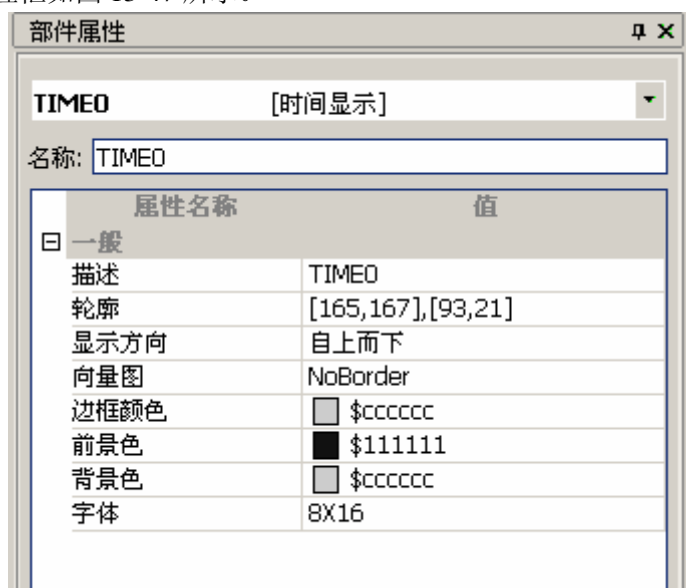 部件属性
TIME0 [时间显示]
名称: TIME0
属性名称 值
一般
描述 TIME0
轮廓 [165,167],[93,21]
显示方向 自上而下
向量图 NoBorder
边框颜色 $cccccc
前景色 $111111
背景色 $cccccc
字体 8X16